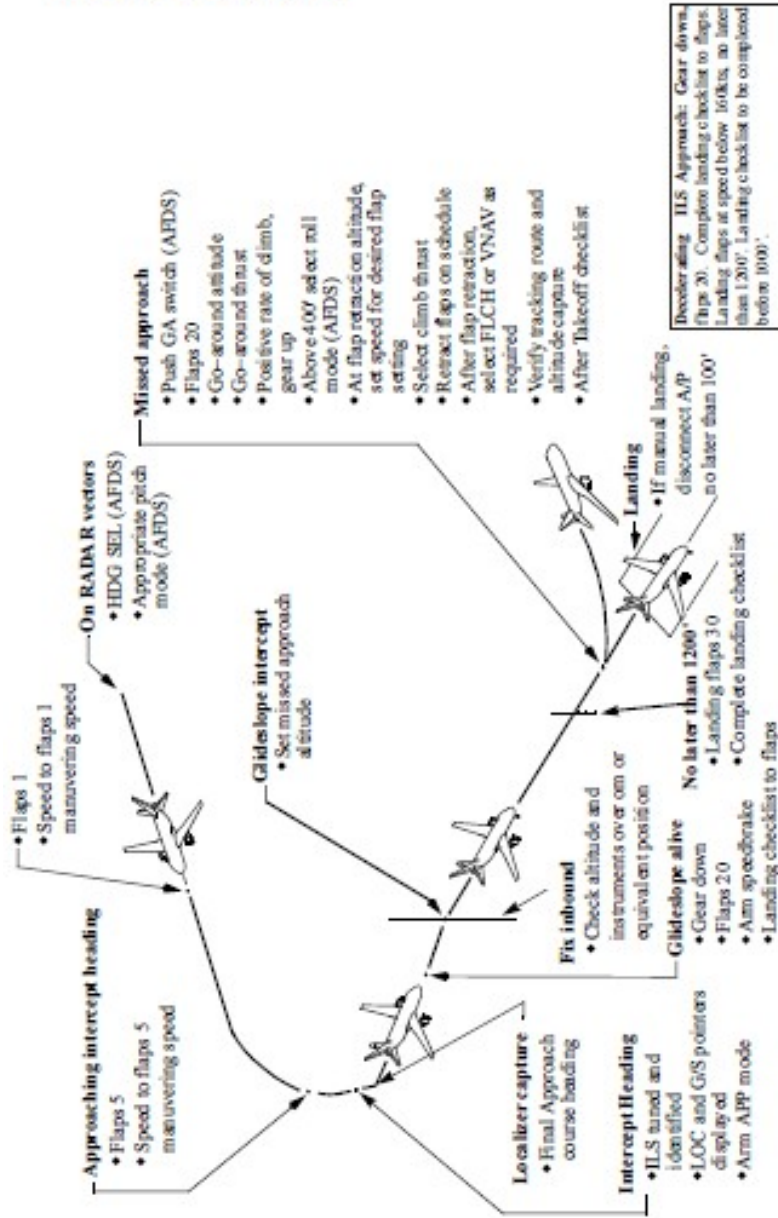 On RADAR vectors
• HDG SEL (AFDS)
• Appropriate pitch
mode (AFDS)
• Flaps 1
• Speed to flaps 1
manuvering speed
Approaching intercept heading
• Flaps 5
• Speed to flaps 5
manuvering speed
Intercept Heading
• ILS tuned and
identified
• LOC and G/S pointers
displayed
• Arm APP mode
Localizer capture
• Final Approach
course heading
Glideslope alive
• Gear down
• Flaps 20
• Arm speedbrake
• Landing checklist to flaps
Glideslope intercept
• Set missed approach
altitude
Fix inbound
• Check altitude and
instruments over om or
equivalent position
No later than 1200'
• Landing flaps 30
• Complete landing checklist
Missed approach
• Push GA switch (AFDS)
• Flaps 20
• Go-around attitude
• Go-around thrust
• Positive rate of climb,
gear up
• Above 400' select roll
mode (AFDS)
• At flap retraction altitude,
set speed for desired flap
setting
• Select climb thrust
• Retract flaps on schedule
• After flap retraction,
select FLCH or VNAV as
required
• Verify tracking route and
altitude capture
• After Takeoff checklist
Landing
• If manual landing,
disconnect A/P
no later than 100'
Decelerating ILS Approach: Gear down,
flaps 20. Complete landing checklist to flaps.
Landing flaps at speed below 160kts, no later
than 1200'. Landing checklist to be completed
before 1000'.